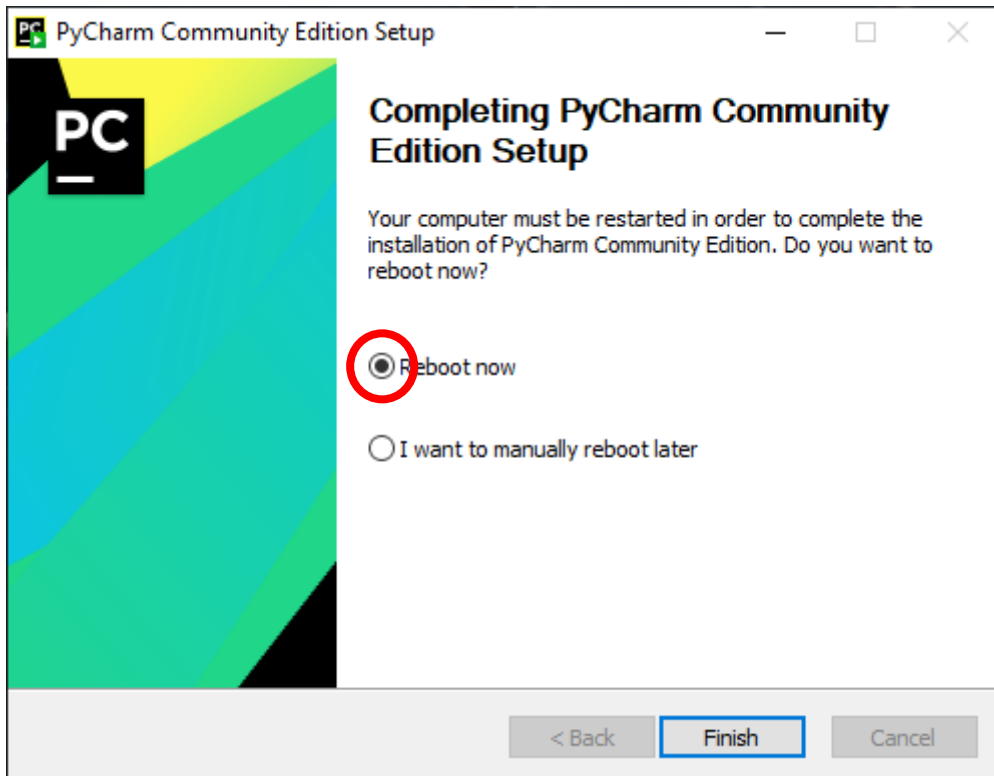 PyCharm Community Edition Setup
PC
Completing PyCharm Community
Edition Setup
Your computer must be restarted in order to complete the
installation of PyCharm Community Edition. Do you want to
reboot now?
Reboot now
I want to manually reboot later
< Back
Finish
Cancel